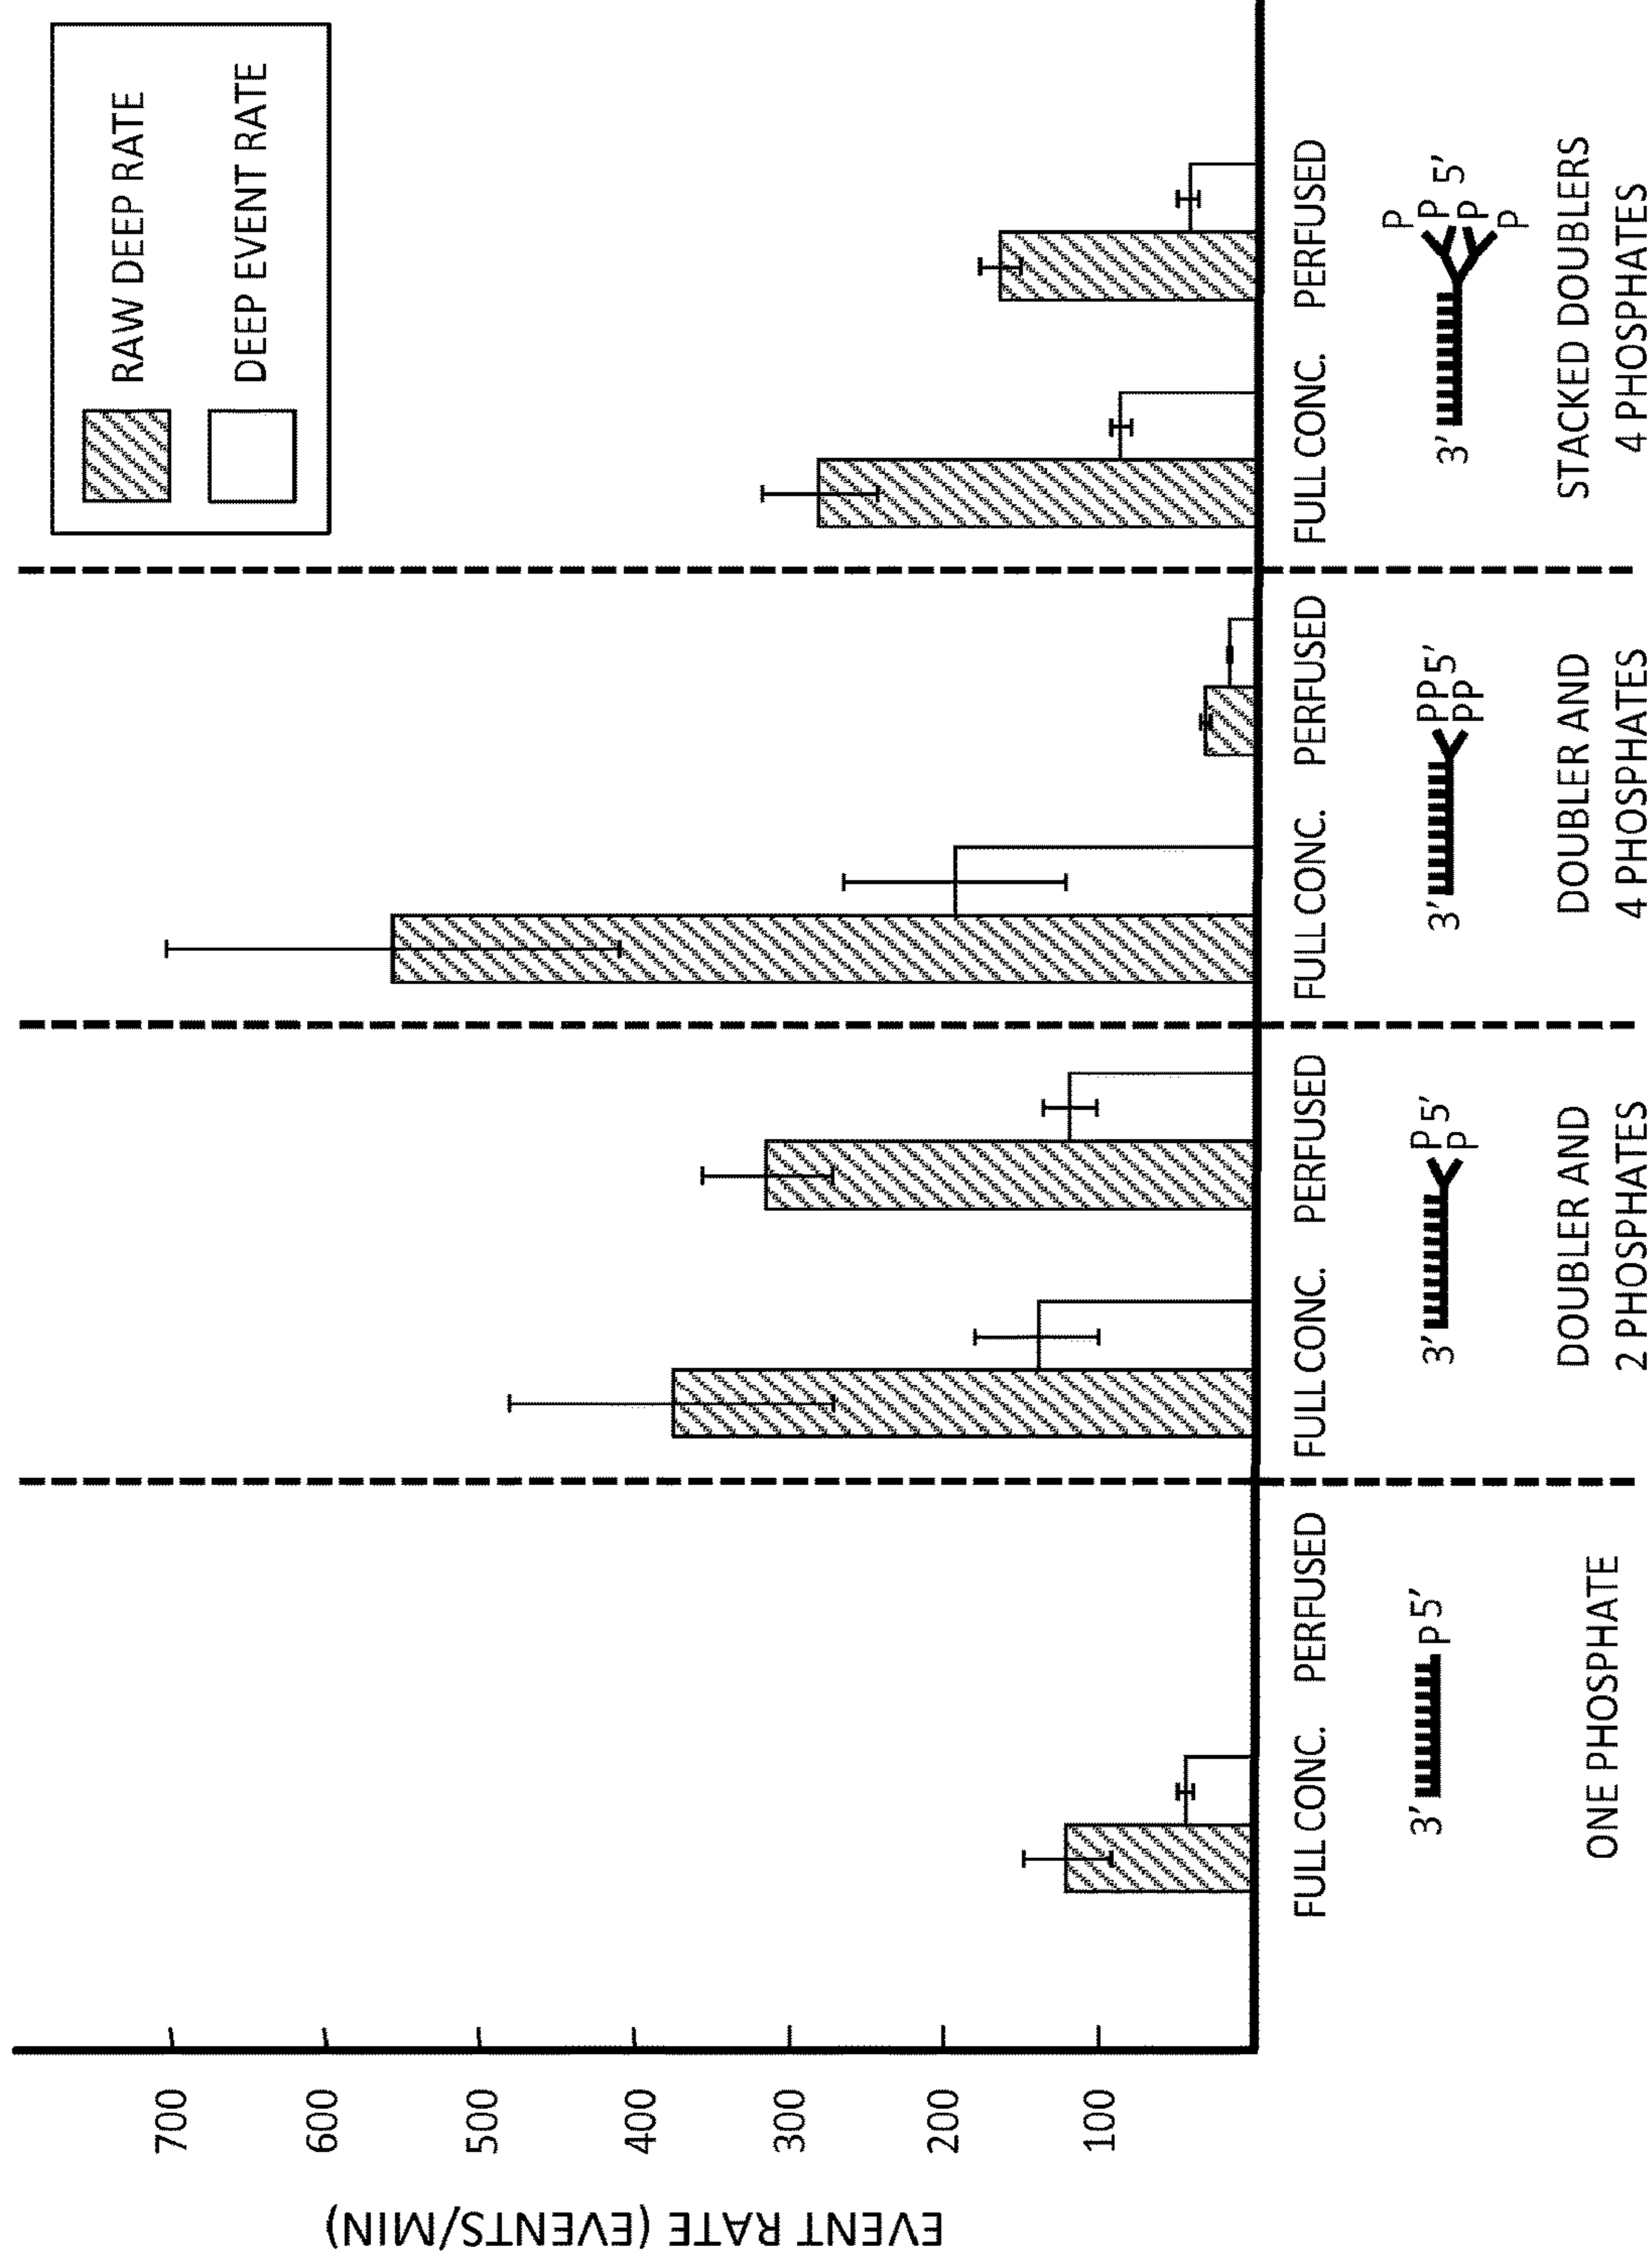 RAW DEEP RATE
DEEP EVENT RATE
EVENT RATE (EVENTS/MIN)
700
600
500
400
300
200
100
FULL CONC. PERFUSED FULL CONC. PERFUSED FULL CONC. PERFUSED FULL CONC. PERFUSED
3' P 5'
ONE PHOSPHATE
3' P 5'
P
DOUBLER AND
2 PHOSPHATES
3' PP 5'
PP
DOUBLER AND
4 PHOSPHATES
P
P
3' 5'
P
P
STACKED DOUBLERS
4 PHOSPHATES